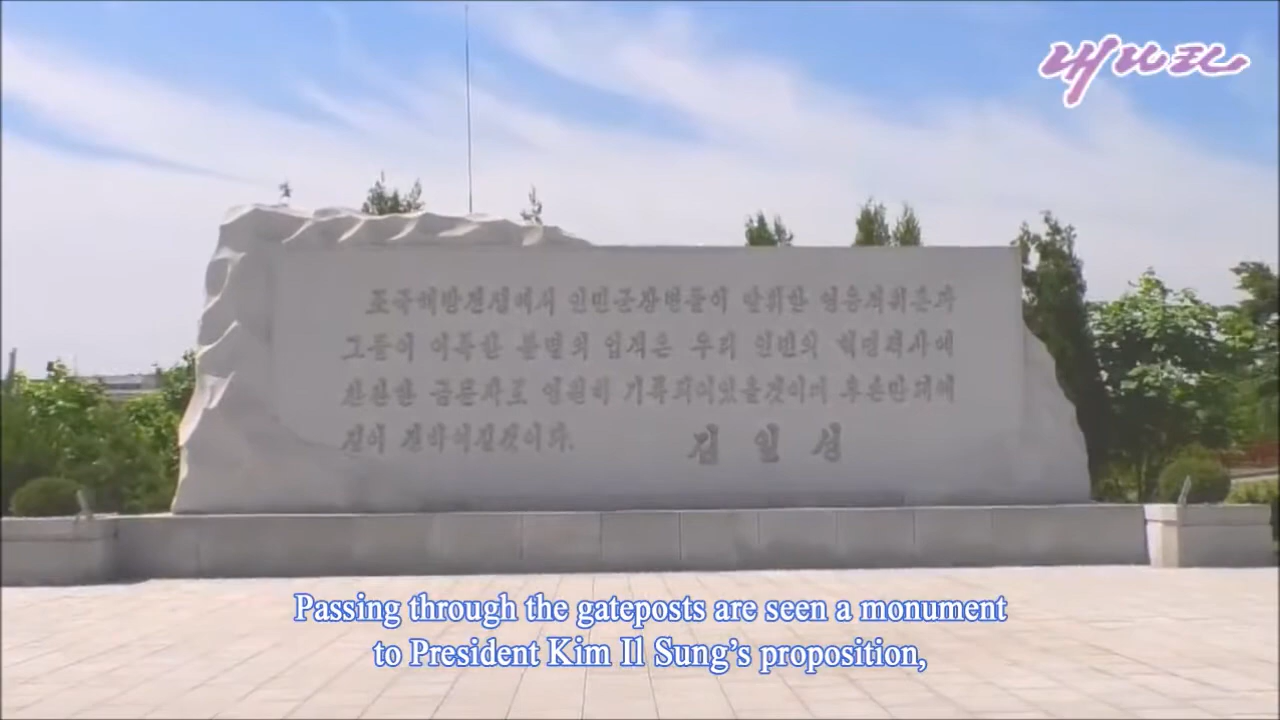 내나라
조국해방전쟁에서 인민군장병들이 발휘한 영웅적위훈과
그들이 이룩한 불멸의 업적은 우리 인민의 혁명력사에
찬란한 금문자로 영원히 기록되여있을것이며 후손만대에
길이 전하여질것이다.
김일성
Passing through the gateposts are seen a monument
to President Kim Il Sung's proposition,